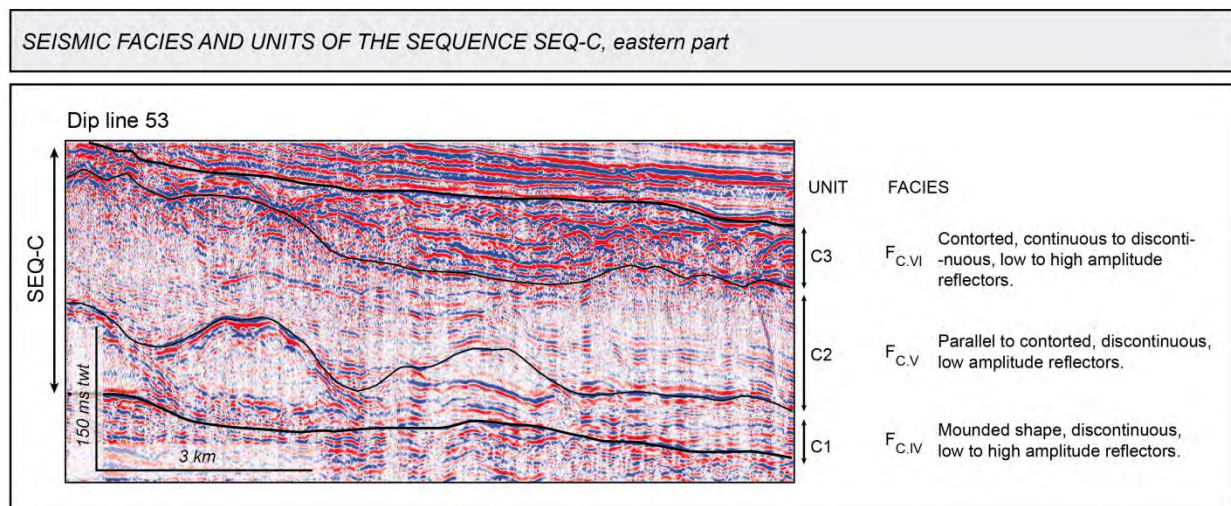 SEISMIC FACIES AND UNITS OF THE SEQUENCE SEQ-C, eastern part
Dip line 53
UNIT FACIES
SEQ-C
C3 FC.VI Contorted, continuous to disconti-
-nuous, low to high amplitude
reflectors.
C2 FC.V Parallel to contorted, discontinuous,
low amplitude reflectors.
C1 FC.IV Mounded shape, discontinuous,
low to high amplitude reflectors.
150 ms twt
3 km